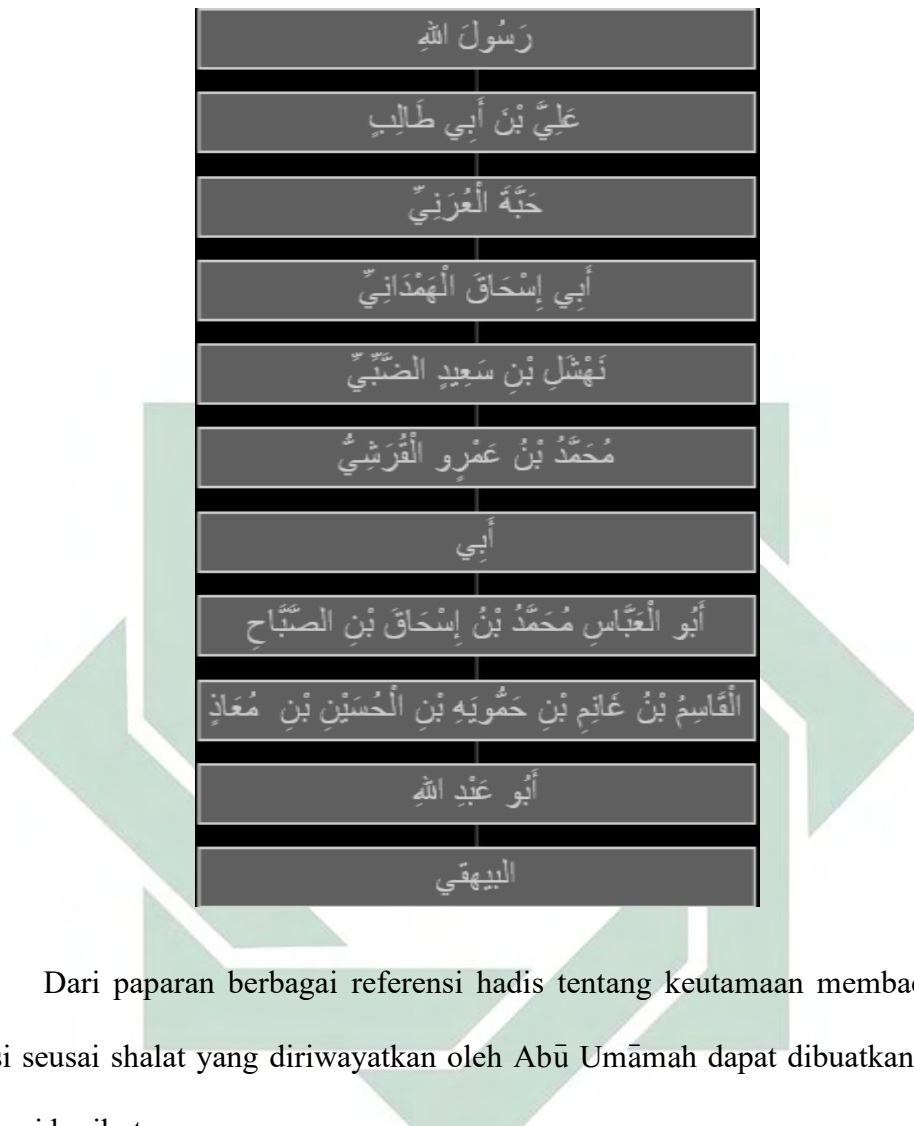 رَسُولَ اللهِ
عَلِيَّ بْنَ أَبِي طَالِبٍ
حَبَّةَ الْعُرَنِيِّ
أَبِي إِسْحَاقَ الْهَمْدَانِيِّ
نَهْشَلِ بْنِ سَعِيدٍ الضَّبِّيِّ
مُحَمَّدُ بْنُ عَمْرٍو الْقُرَشِيُّ
أَبِي
أَبُو الْعَبَّاسِ مُحَمَّدُ بْنُ إِسْحَاقَ بْنِ الصَّبَّاحِ
الْقَاسِمُ بْنُ غَانِمِ بْنِ حَمُّويَهِ بْنِ الْحُسَيْنِ بْنِ مُعَاذٍ
أَبُو عَبْدِ اللهِ
البيهقي
Dari paparan berbagai referensi hadis tentang keutamaan
seusai shalat yang diriwayatkan oleh Abū Umāmah dapat dibuatkan